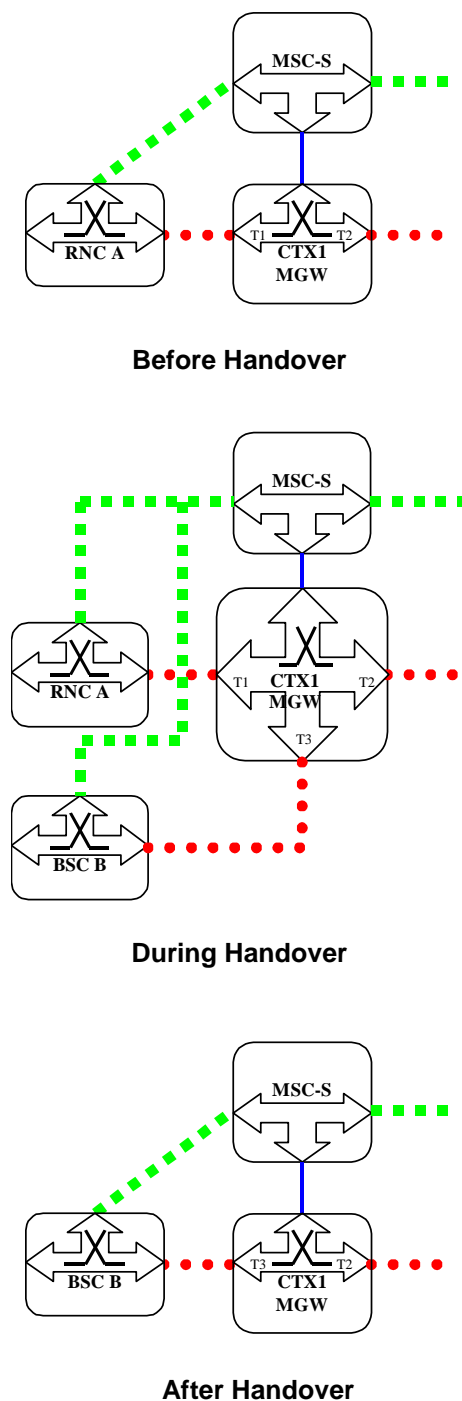 MSC-S
RNC A
T1
T2
CTX1
MGW
Before Handover
MSC-S
RNC A
T1
CTX1
T2
MGW
T3
BSC B
During Handover
MSC-S
BSC B
T3
T2
CTX1
MGW
After Handover